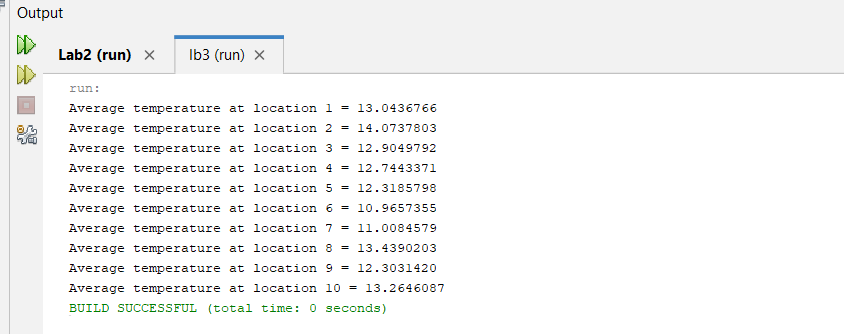 Output
Lab2 (run) × lb3 (run) ×
run:
Average temperature at location 1 = 13.0436766
Average temperature at location 2 = 14.0737803
Average temperature at location 3 = 12.9049792
Average temperature at location 4 = 12.7443371
Average temperature at location 5 = 12.3185798
Average temperature at location 6 = 10.9657355
Average temperature at location 7 = 11.0084579
Average temperature at location 8 = 13.4390203
Average temperature at location 9 = 12.3031420
Average temperature at location 10 = 13.2646087
BUILD SUCCESSFUL (total time: 0 seconds)